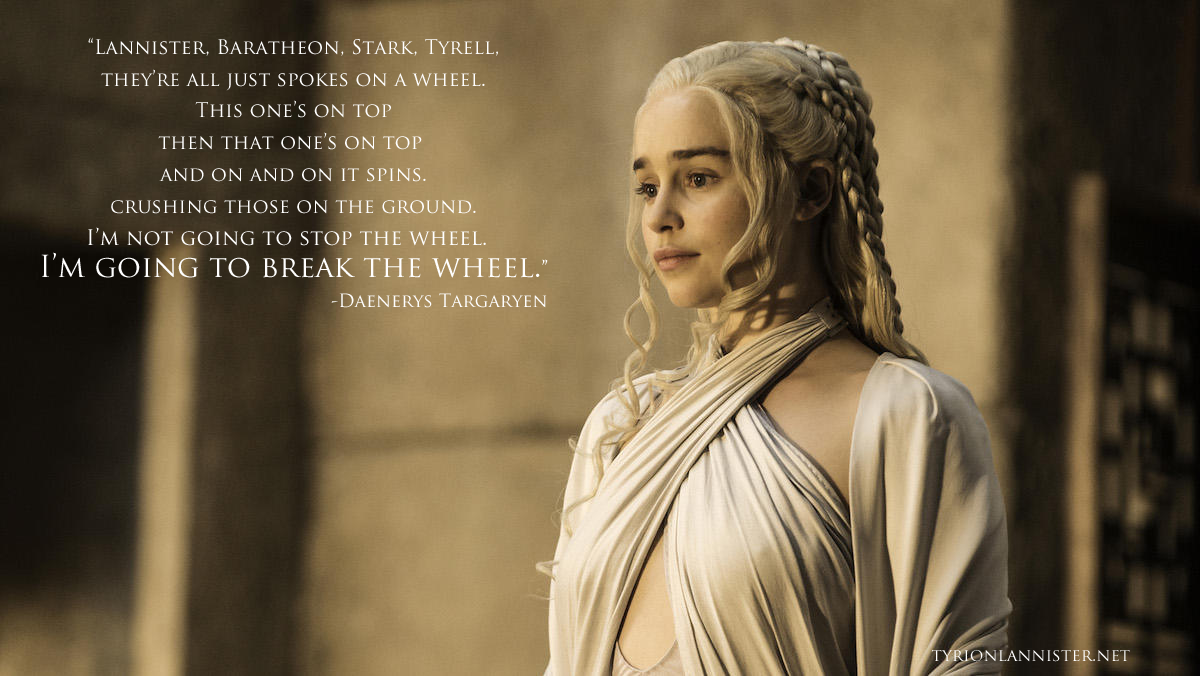 “Lannister, Baratheon, Stark, Tyrell,
they’re all just spokes on a wheel.
This one’s on top
then that one’s on top
and on and on it spins.
crushing those on the ground.
I’m not going to stop the wheel.
I’m going to break the wheel.”
-Daenerys Targaryen
tyrionlannister.net